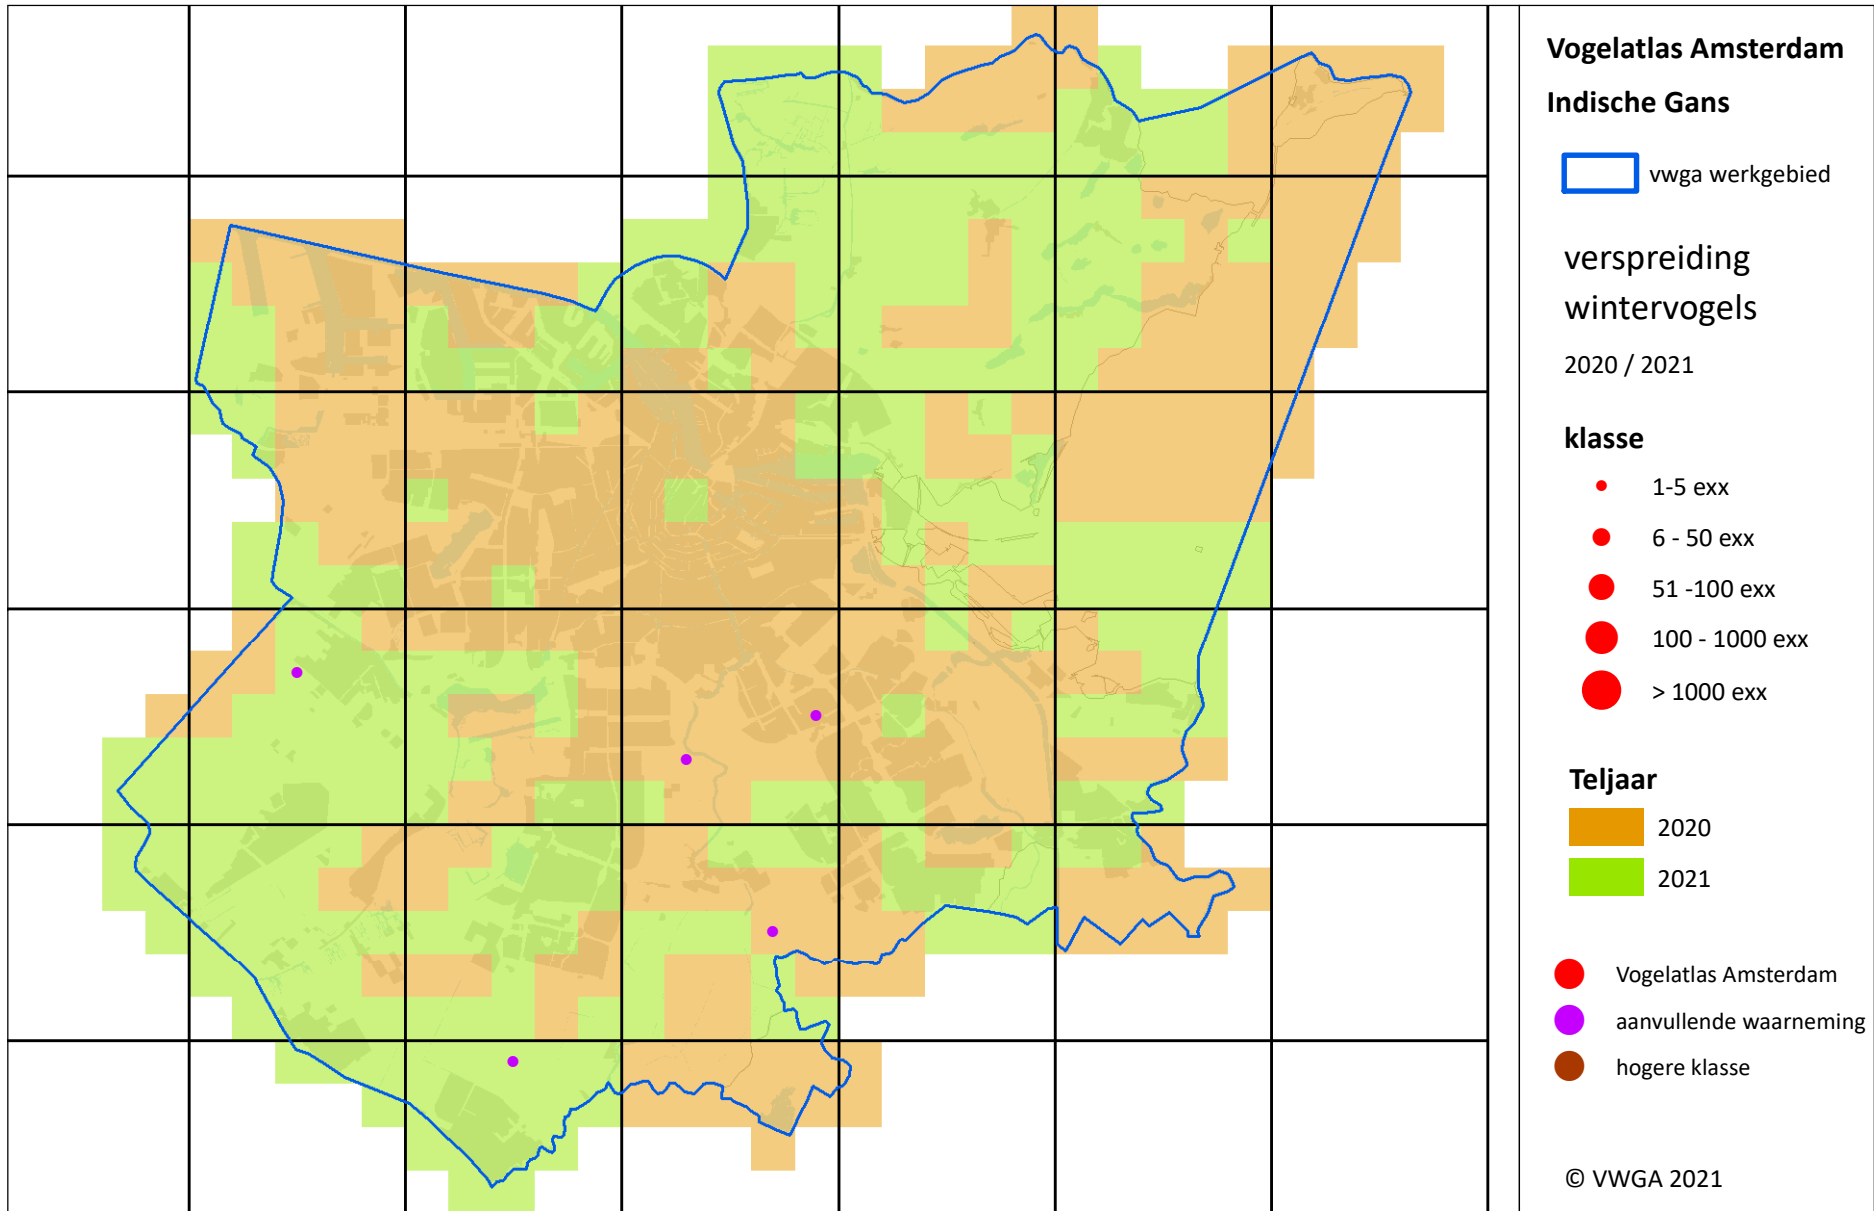 Vogelatlas Amsterdam
Indische Gans
vwga werkgebied
verspreiding
wintervogels
2020 / 2021
klasse
1-5 exx
6 - 50 exx
51 -100 exx
100 - 1000 exx
> 1000 exx
Teljaar
2020
2021
Vogelatlas Amsterdam
aanvullende waarneming
hogere klasse
© VWGA 2021